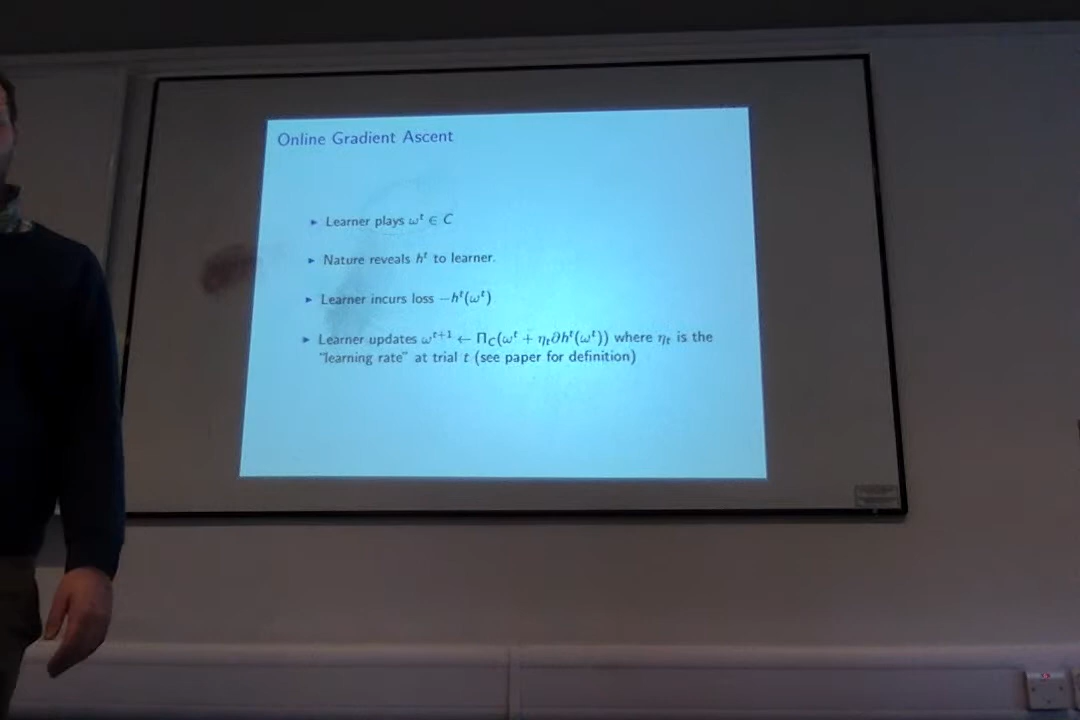 Online Gradient Ascent
▶ Learner plays ωᵗ ∈ C
▶ Nature reveals hᵗ to learner.
▶ Learner incurs loss −hᵗ(ωᵗ)
▶ Learner updates ωᵗ⁺¹ ← Π_C(ωᵗ + ηₜ∂hᵗ(ωᵗ)) where ηₜ is the
"learning rate" at trial t (see paper for definition)